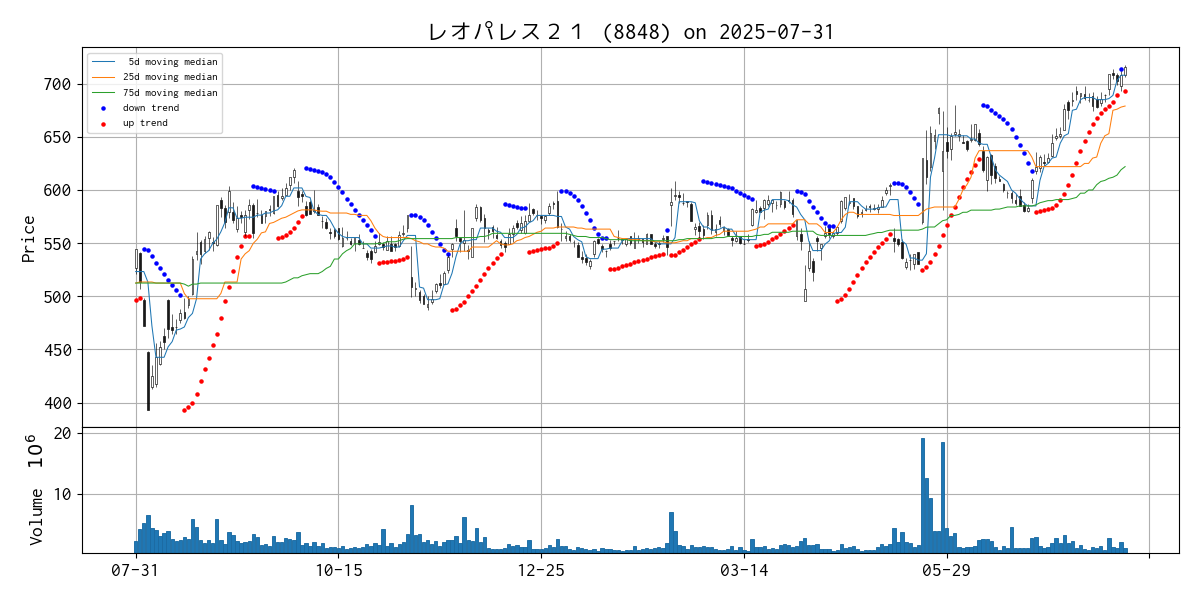 レオパレス２１ (8848) on 2025-07-31
5d moving median
25d moving median
75d moving median
down trend
up trend
Price
700
650
600
550
500
450
400
Volume 10^6
20
10
07-31
10-15
12-25
03-14
05-29